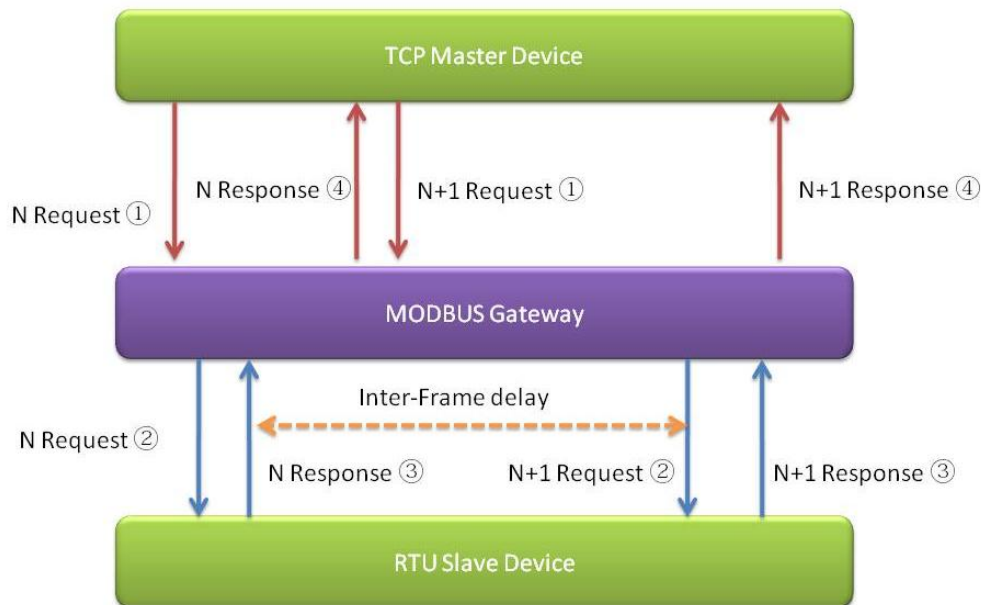 TCP Master Device
N Request ①
N Response ④
N+1 Request ①
N+1 Response ④
MODBUS Gateway
Inter-Frame delay
N Request ②
N Response ③
N+1 Request ②
N+1 Response ③
RTU Slave Device